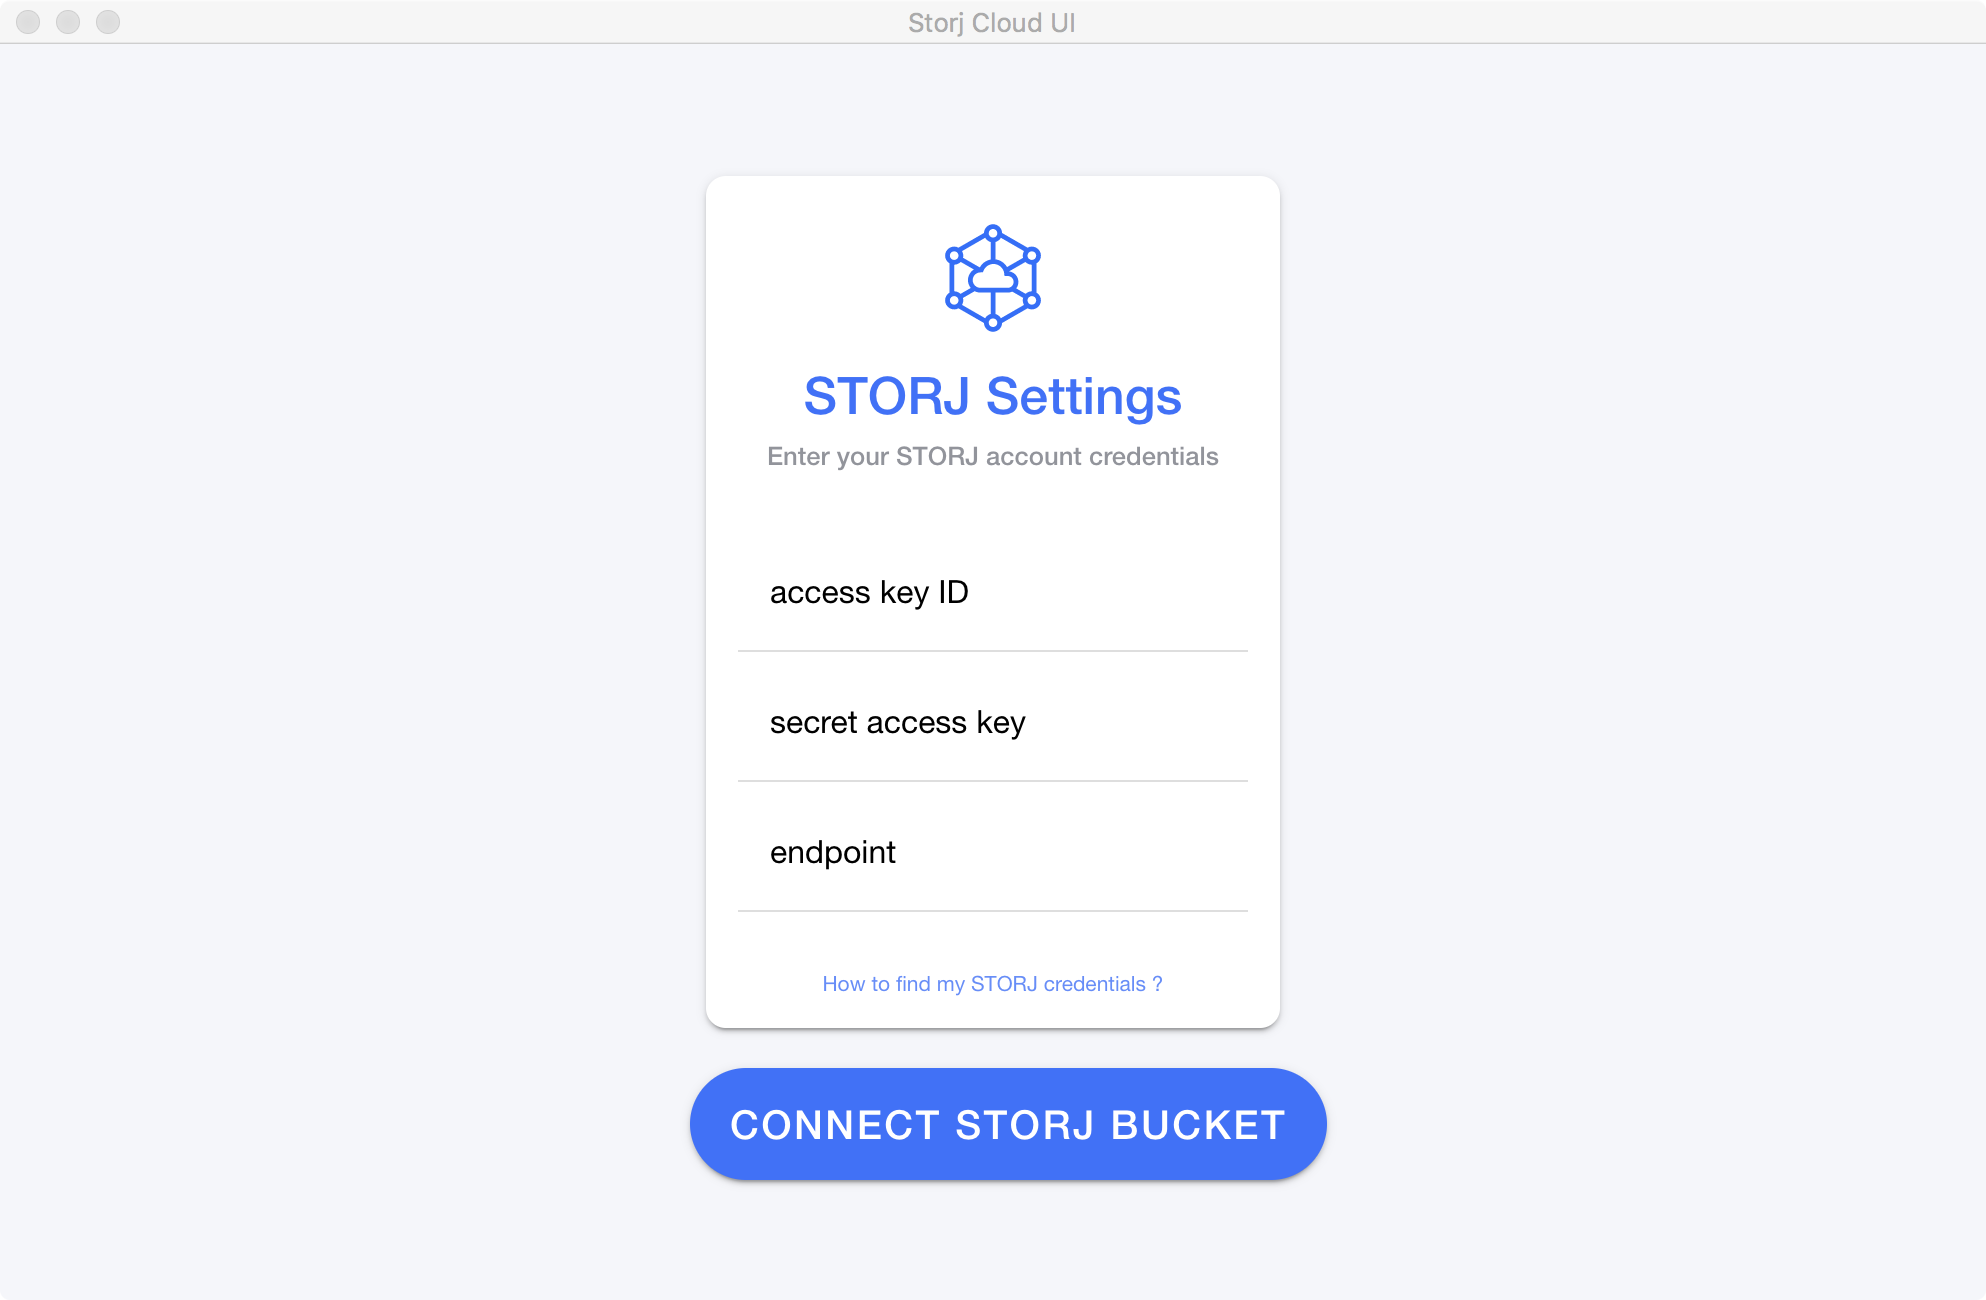 Storj Cloud UI
STORJ Settings
Enter your STORJ account credentials
access key ID
secret access key
endpoint
How to find my STORJ credentials ?
CONNECT STORJ BUCKET